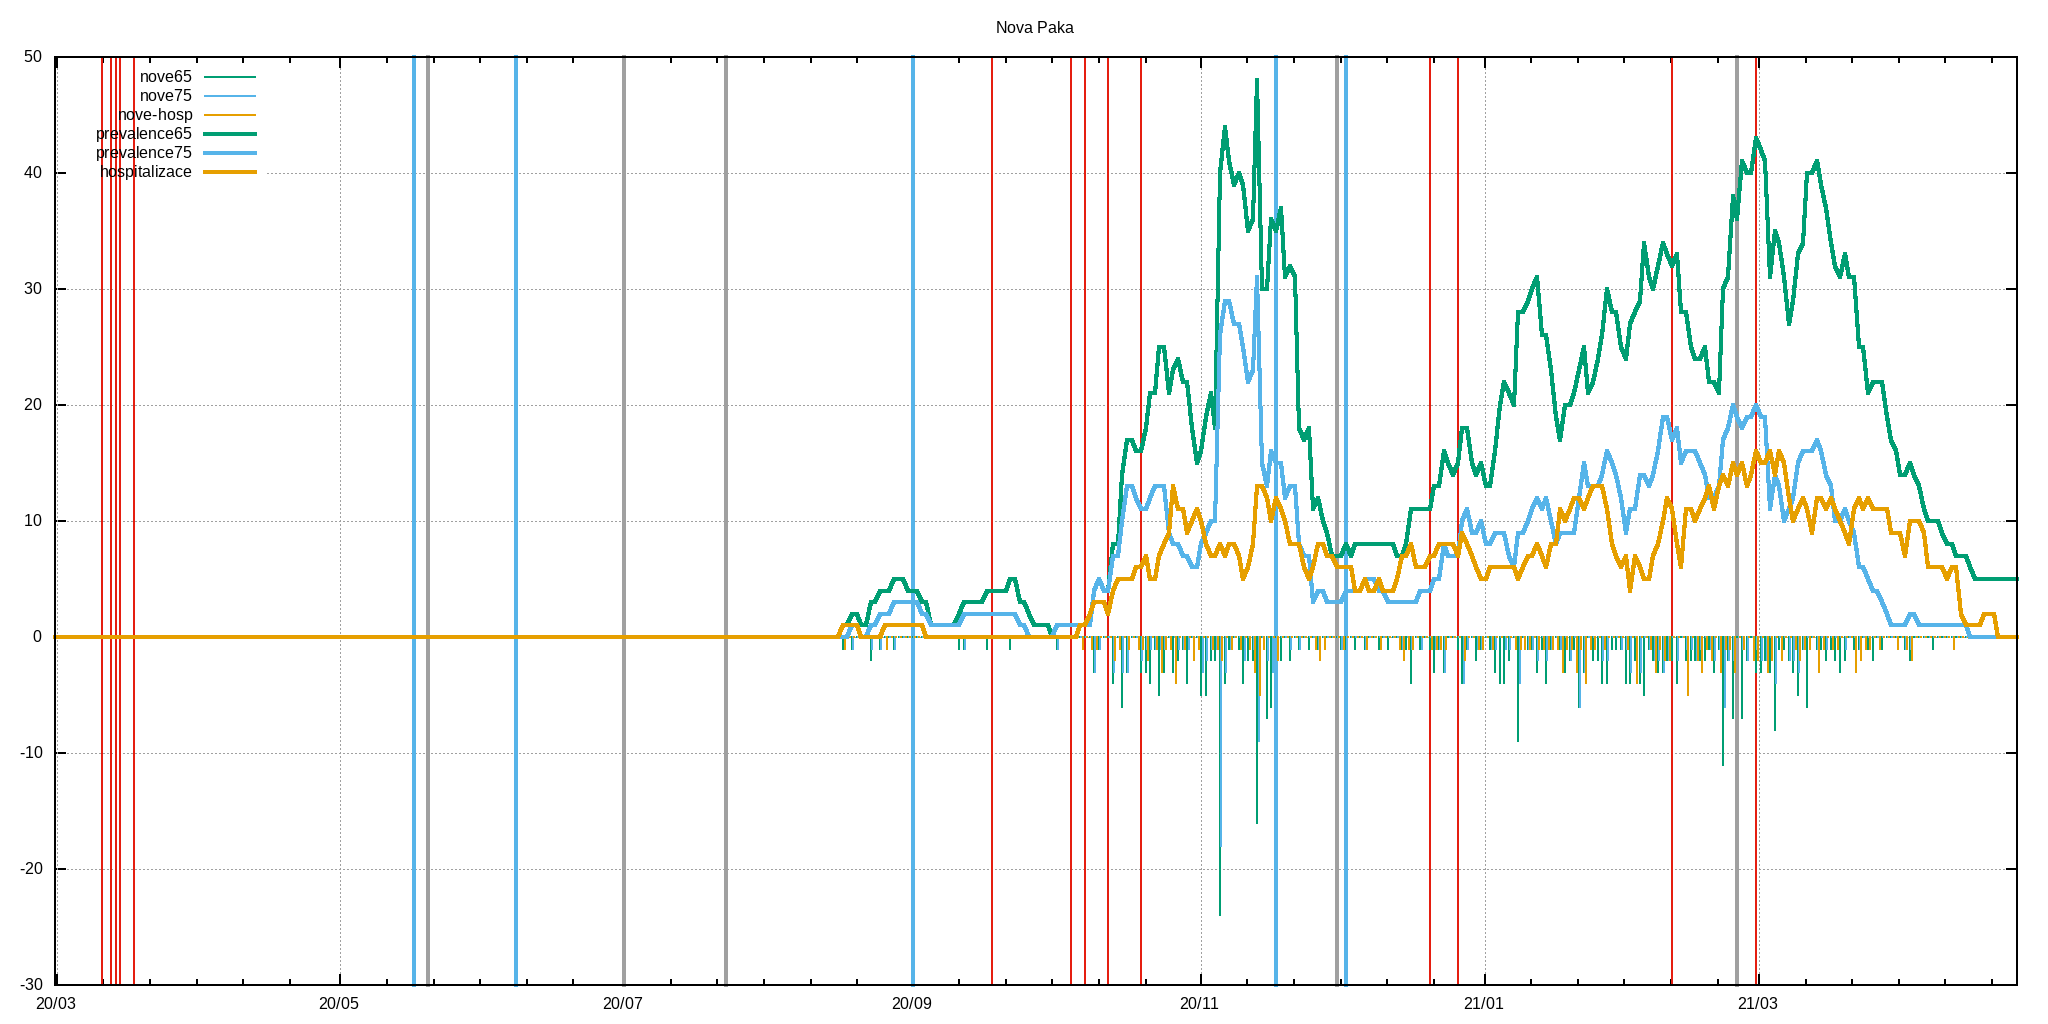 Nova Paka
50
40
30
20
10
0
-10
-20
-30
nove65
nove75
nove-hosp
prevalence65
prevalence75
hospitalizace
20/03 20/05 20/07 20/09 20/11 21/01 21/03